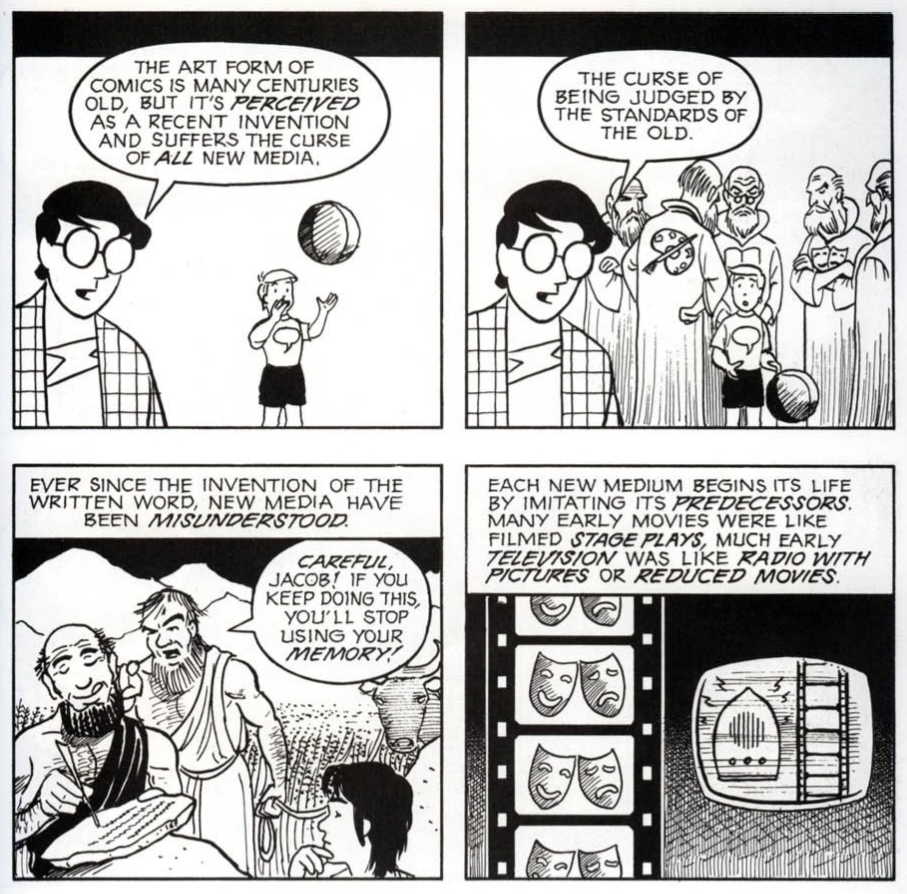 THE ART FORM OF
COMICS IS MANY CENTURIES
OLD, BUT IT'S PERCEIVED
AS A RECENT INVENTION
AND SUFFERS THE CURSE
OF ALL NEW MEDIA,
THE CURSE OF
BEING JUDGED BY
THE STANDARDS OF
THE OLD.
EVER SINCE THE INVENTION OF THE
WRITTEN WORD, NEW MEDIA HAVE
BEEN MISUNDERSTOOD.
CAREFUL,
JACOB! IF YOU
KEEP DOING THIS,
YOU'LL STOP
USING YOUR
MEMORY!
EACH NEW MEDIUM BEGINS ITS LIFE
BY IMITATING ITS PREDECESSORS.
MANY EARLY MOVIES WERE LIKE
FILMED STAGE PLAYS, MUCH EARLY
TELEVISION WAS LIKE RADIO WITH
PICTURES OR REDUCED MOVIES.